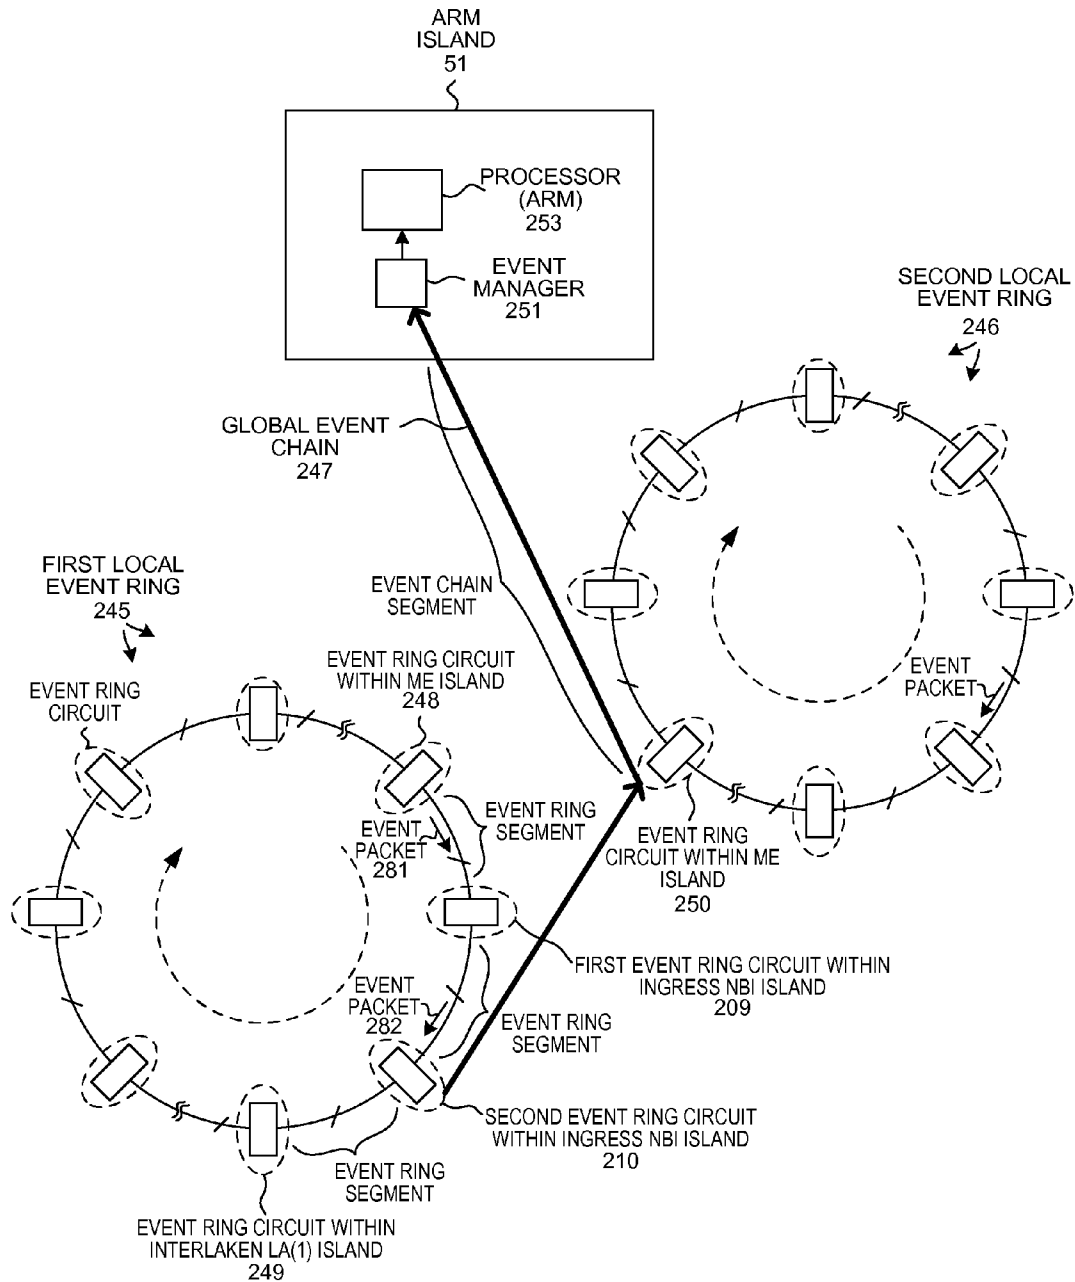 ARM
ISLAND
51
PROCESSOR
(ARM)
253
EVENT
MANAGER
251
SECOND LOCAL
EVENT RING
246
GLOBAL EVENT
CHAIN
247
EVENT CHAIN
SEGMENT
FIRST LOCAL
EVENT RING
245
EVENT RING
CIRCUIT
EVENT RING CIRCUIT
WITHIN ME ISLAND
248
EVENT
PACKET
EVENT RING
SEGMENT
EVENT
PACKET
281
EVENT RING
CIRCUIT WITHIN ME
ISLAND
250
FIRST EVENT RING CIRCUIT WITHIN
INGRESS NBI ISLAND
209
EVENT
PACKET
282
EVENT RING
SEGMENT
SECOND EVENT RING CIRCUIT
WITHIN INGRESS NBI ISLAND
210
EVENT RING
SEGMENT
EVENT RING CIRCUIT WITHIN
INTERLAKEN LA(1) ISLAND
249